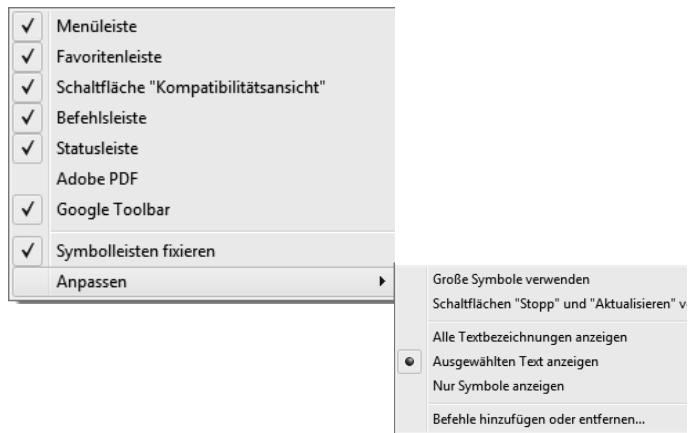 Menüleiste
Favoritenleiste
Schaltfläche "Kompatibilitätsansicht"
Befehlsleiste
Statusleiste
Adobe PDF
Google Toolbar
Symbolleisten fixieren
Anpassen
Große Symbole verwenden
Schaltflächen "Stopp" und "Aktualisieren"
Alle Textbezeichnungen anzeigen
Ausgewählten Text anzeigen
Nur Symbole anzeigen
Befehle hinzufügen oder entfernen...